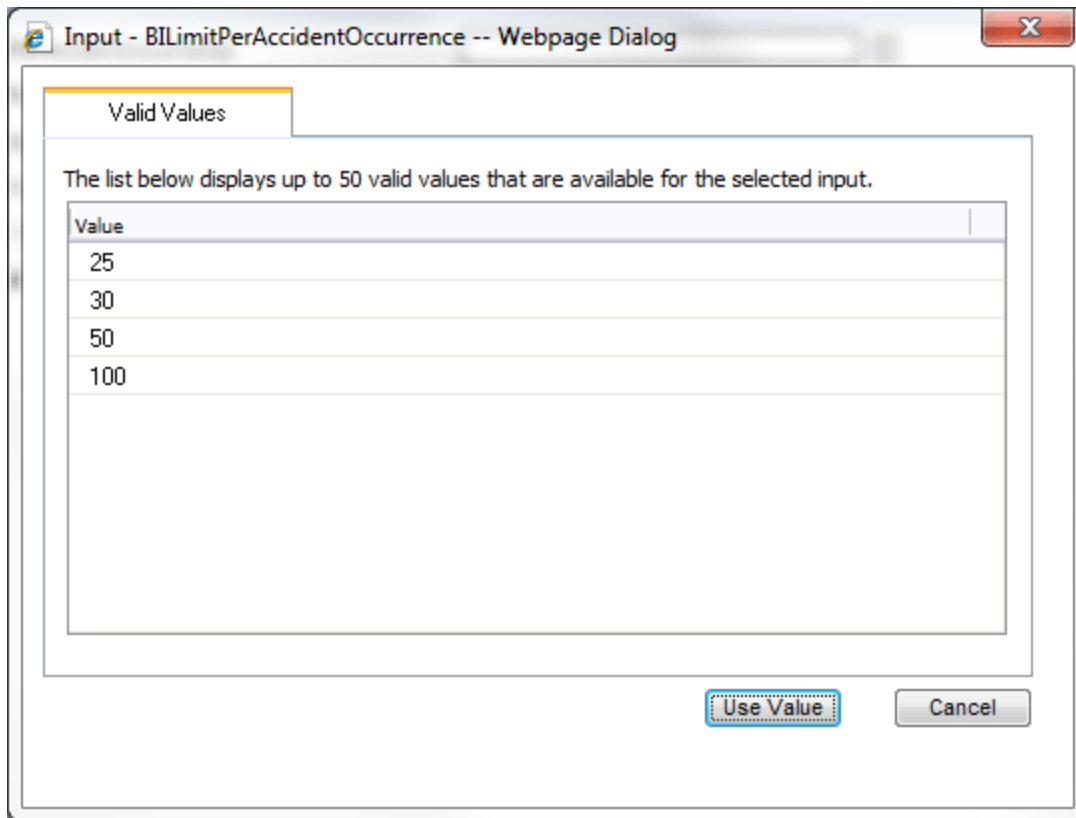 Input - BILimitPerAccidentOccurrence -- Webpage Dialog
Valid Values
The list below displays up to 50 valid values that are available for the selected input.
Value
25
30
50
100
Use Value Cancel